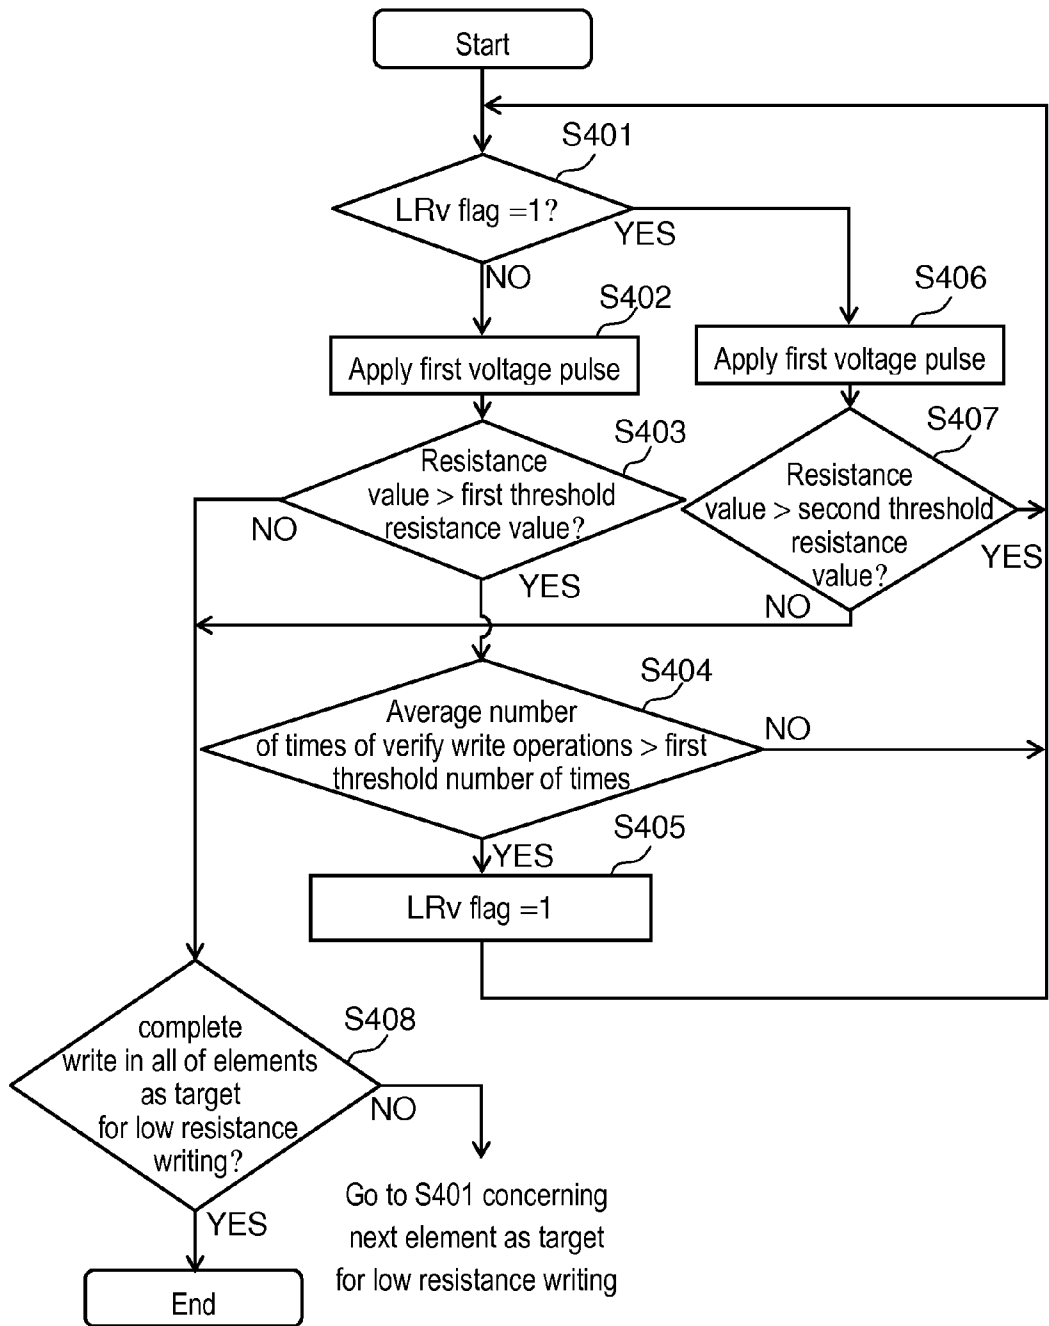 Start
S401
LRv flag =1?
YES
NO
S402
S406
Apply first voltage pulse
Apply first voltage pulse
S403
S407
Resistance
value > first threshold
resistance value?
Resistance
value > second threshold
resistance
value?
NO
YES
YES
NO
S404
Average number
of times of verify write operations > first
threshold number of times
NO
YES
S405
LRv flag =1
S408
complete
write in all of elements
as target
for low resistance
writing?
NO
YES
Go to S401 concerning
next element as target
for low resistance writing
End